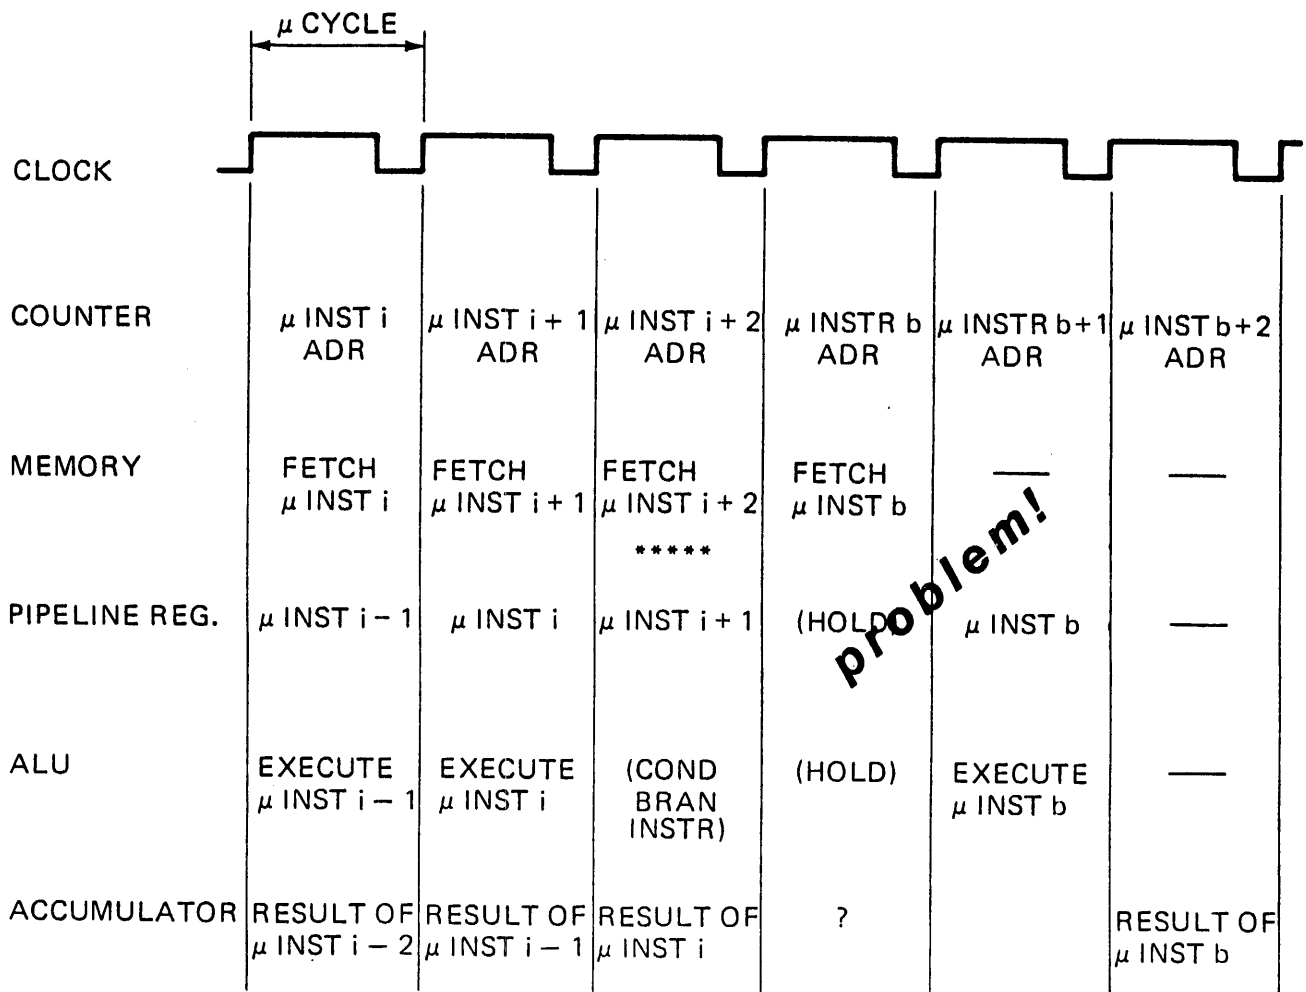 μ CYCLE
CLOCK
COUNTER
μ INST i
ADR
μ INST i + 1
ADR
μ INST i + 2
ADR
μ INSTR b
ADR
μ INSTR b+1
ADR
μ INST b+2
ADR
MEMORY
FETCH
μ INST i
FETCH
μ INST i + 1
FETCH
μ INST i + 2
*****
FETCH
μ INST b
—
—
problem!
PIPELINE REG.
μ INST i – 1
μ INST i
μ INST i + 1
(HOLD)
μ INST b
—
ALU
EXECUTE
μ INST i – 1
EXECUTE
μ INST i
(COND
BRAN
INSTR)
(HOLD)
EXECUTE
μ INST b
—
ACCUMULATOR
RESULT OF
μ INST i – 2
RESULT OF
μ INST i – 1
RESULT OF
μ INST i
?
RESULT OF
μ INST b